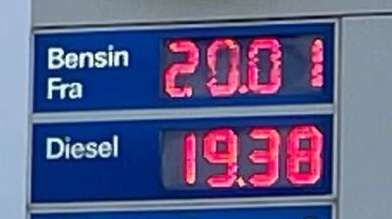 Bensin
Fra
20.01
Diesel
19.38